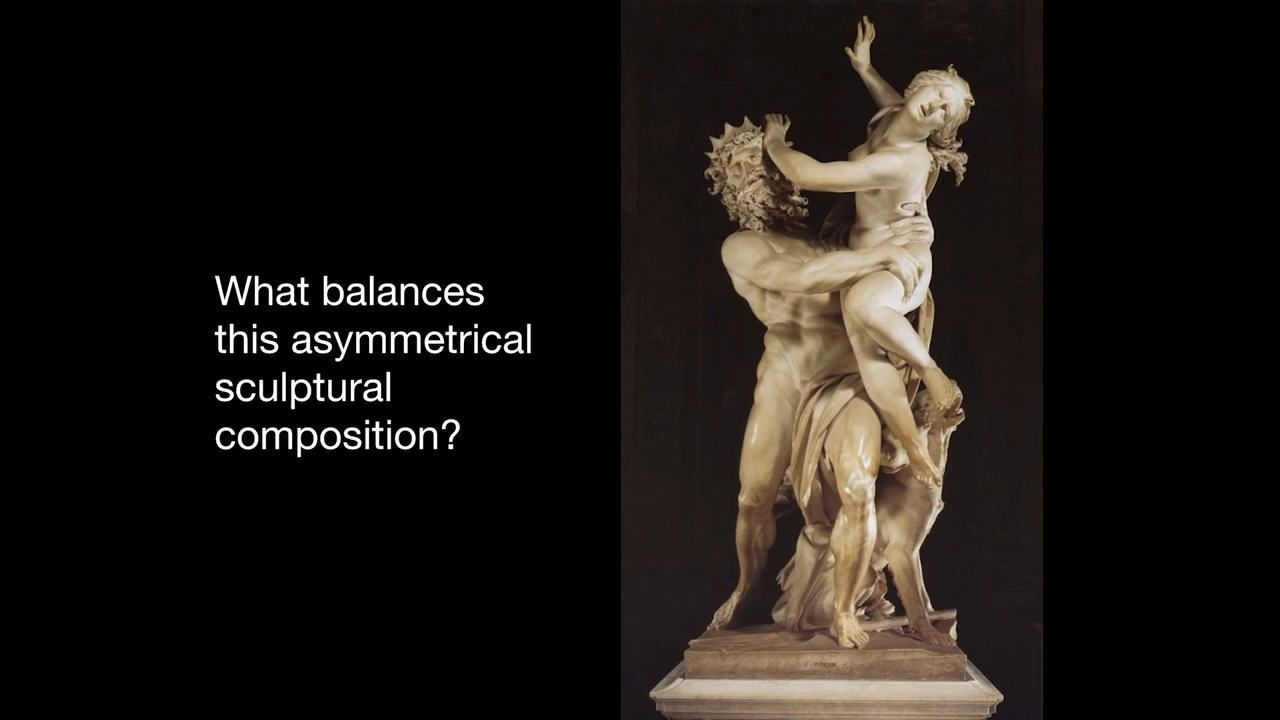 What balances
this asymmetrical
sculptural
composition?